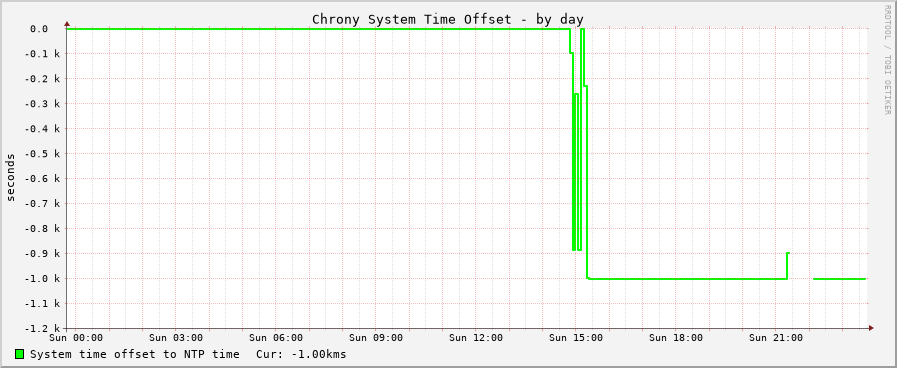 Chrony System Time Offset - by day
RRDTOOL / TOBI OETIKER
seconds
0.0
-0.1 k
-0.2 k
-0.3 k
-0.4 k
-0.5 k
-0.6 k
-0.7 k
-0.8 k
-0.9 k
-1.0 k
-1.1 k
-1.2 k
Sun 00:00 Sun 03:00 Sun 06:00 Sun 09:00 Sun 12:00 Sun 15:00 Sun 18:00 Sun 21:00
System time offset to NTP time Cur: -1.00kms